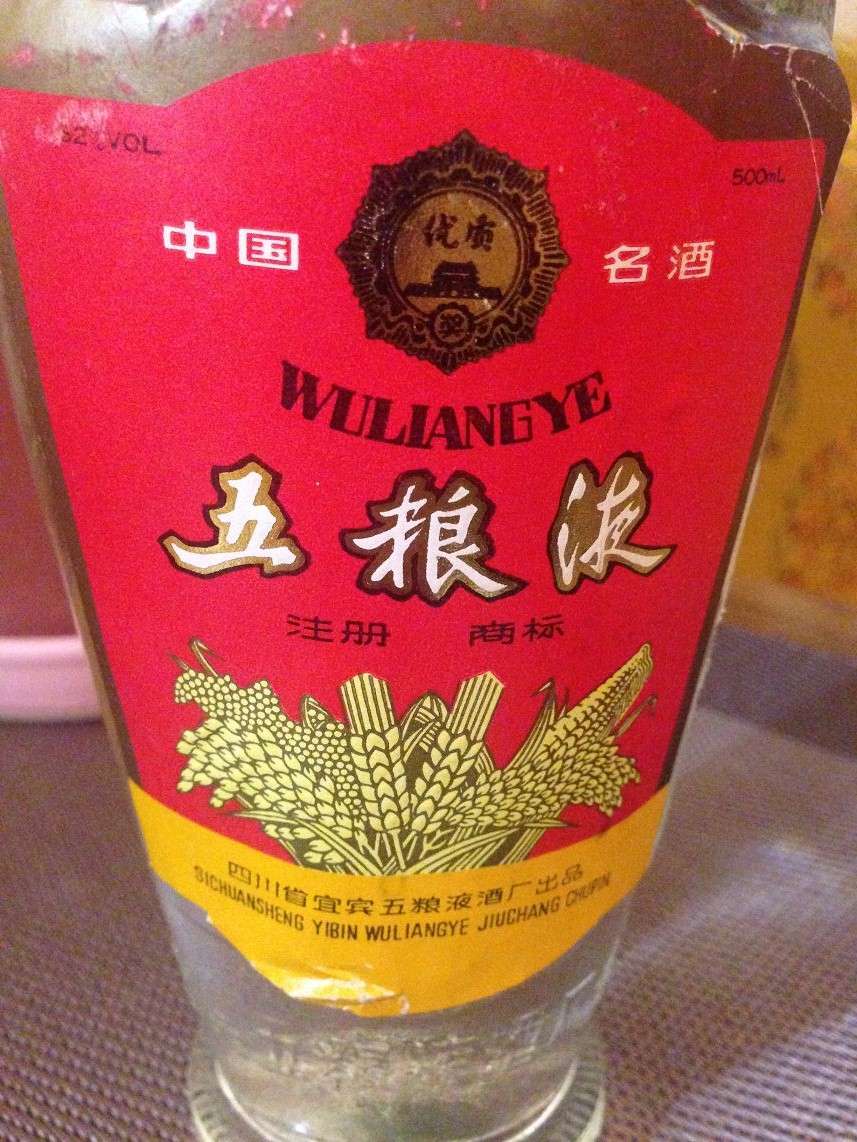 52%VOL
500mL
优质
奖
中国 名酒
WULIANGYE
五粮液
注册 商标
四川省宜宾五粮液酒厂出品
SICHUANSHENG YIBIN WULIANGYE JIUCHANG CHUPIN